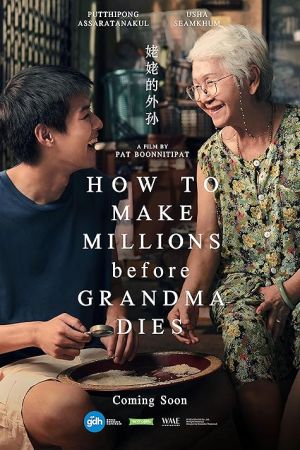 PUTTHIPONG
ASSARATANAKUL
USHA
SEAMKHUM
姥姥的外孙
A FILM BY
PAT BOONNITIPAT
HOW TO
MAKE
MILLIONS
before
GRANDMA
DIES
Coming Soon
gdh